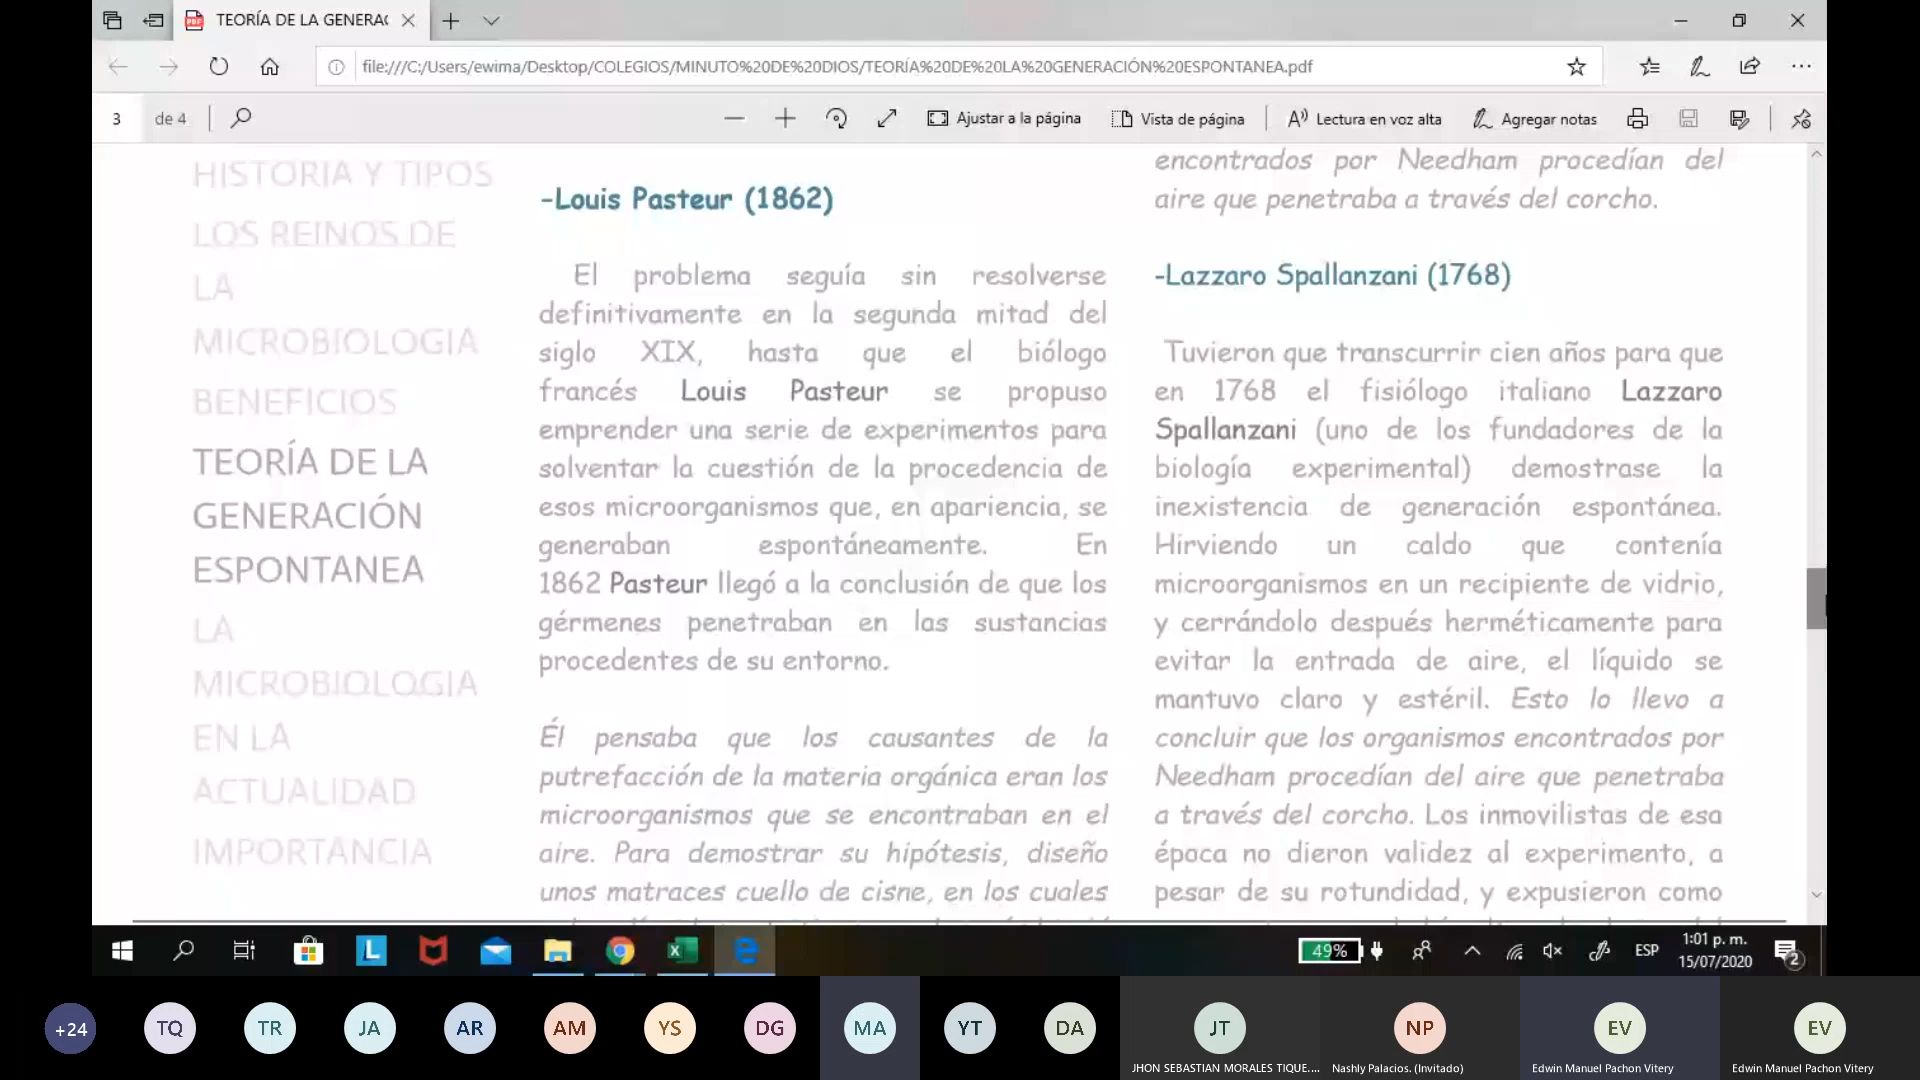 TEORÍA DE LA GENERAC
file:///C:/Users/ewima/Desktop/COLEGIOS/MINUTO%20DE%20DIOS/TEORÍA%20DE%20LA%20GENERACIÓN%20ESPONTANEA.pdf
3 de 4
Ajustar a la página
Vista de página
Lectura en voz alta
Agregar notas
HISTORIA Y TIPOS
LOS REINOS DE
LA
MICROBIOLOGIA
BENEFICIOS
TEORÍA DE LA
GENERACIÓN
ESPONTANEA
LA
MICROBIOLOGIA
EN LA
ACTUALIDAD
IMPORTANCIA
-Louis Pasteur (1862)
El problema seguía sin resolverse
definitivamente en la segunda mitad del
siglo XIX, hasta que el biólogo
francés Louis Pasteur se propuso
emprender una serie de experimentos para
solventar la cuestión de la procedencia de
esos microorganismos que, en apariencia, se
generaban espontáneamente. En
1862 Pasteur llegó a la conclusión de que los
gérmenes penetraban en las sustancias
procedentes de su entorno.
Él pensaba que los causantes de la
putrefacción de la materia orgánica eran los
microorganismos que se encontraban en el
aire. Para demostrar su hipótesis, diseño
unos matraces cuello de cisne, en los cuales
encontrados por Needham procedían del
aire que penetraba a través del corcho.
-Lazzaro Spallanzani (1768)
Tuvieron que transcurrir cien años para que
en 1768 el fisiólogo italiano Lazzaro
Spallanzani (uno de los fundadores de la
biología experimental) demostrase la
inexistencia de generación espontánea.
Hirviendo un caldo que contenía
microorganismos en un recipiente de vidrio,
y cerrándolo después herméticamente para
evitar la entrada de aire, el líquido se
mantuvo claro y estéril. Esto lo llevo a
concluir que los organismos encontrados por
Needham procedían del aire que penetraba
a través del corcho. Los inmovilistas de esa
época no dieron validez al experimento, a
pesar de su rotundidad, y expusieron como
49%
ESP
1:01 p. m.
15/07/2020
2
+24
TQ
TR
JA
AR
AM
YS
DG
MA
YT
DA
JT
NP
EV
EV
JHON SEBASTIAN MORALES TIQUE....
Nashly Palacios. (Invitado)
Edwin Manuel Pachon Vitery
Edwin Manuel Pachon Vitery